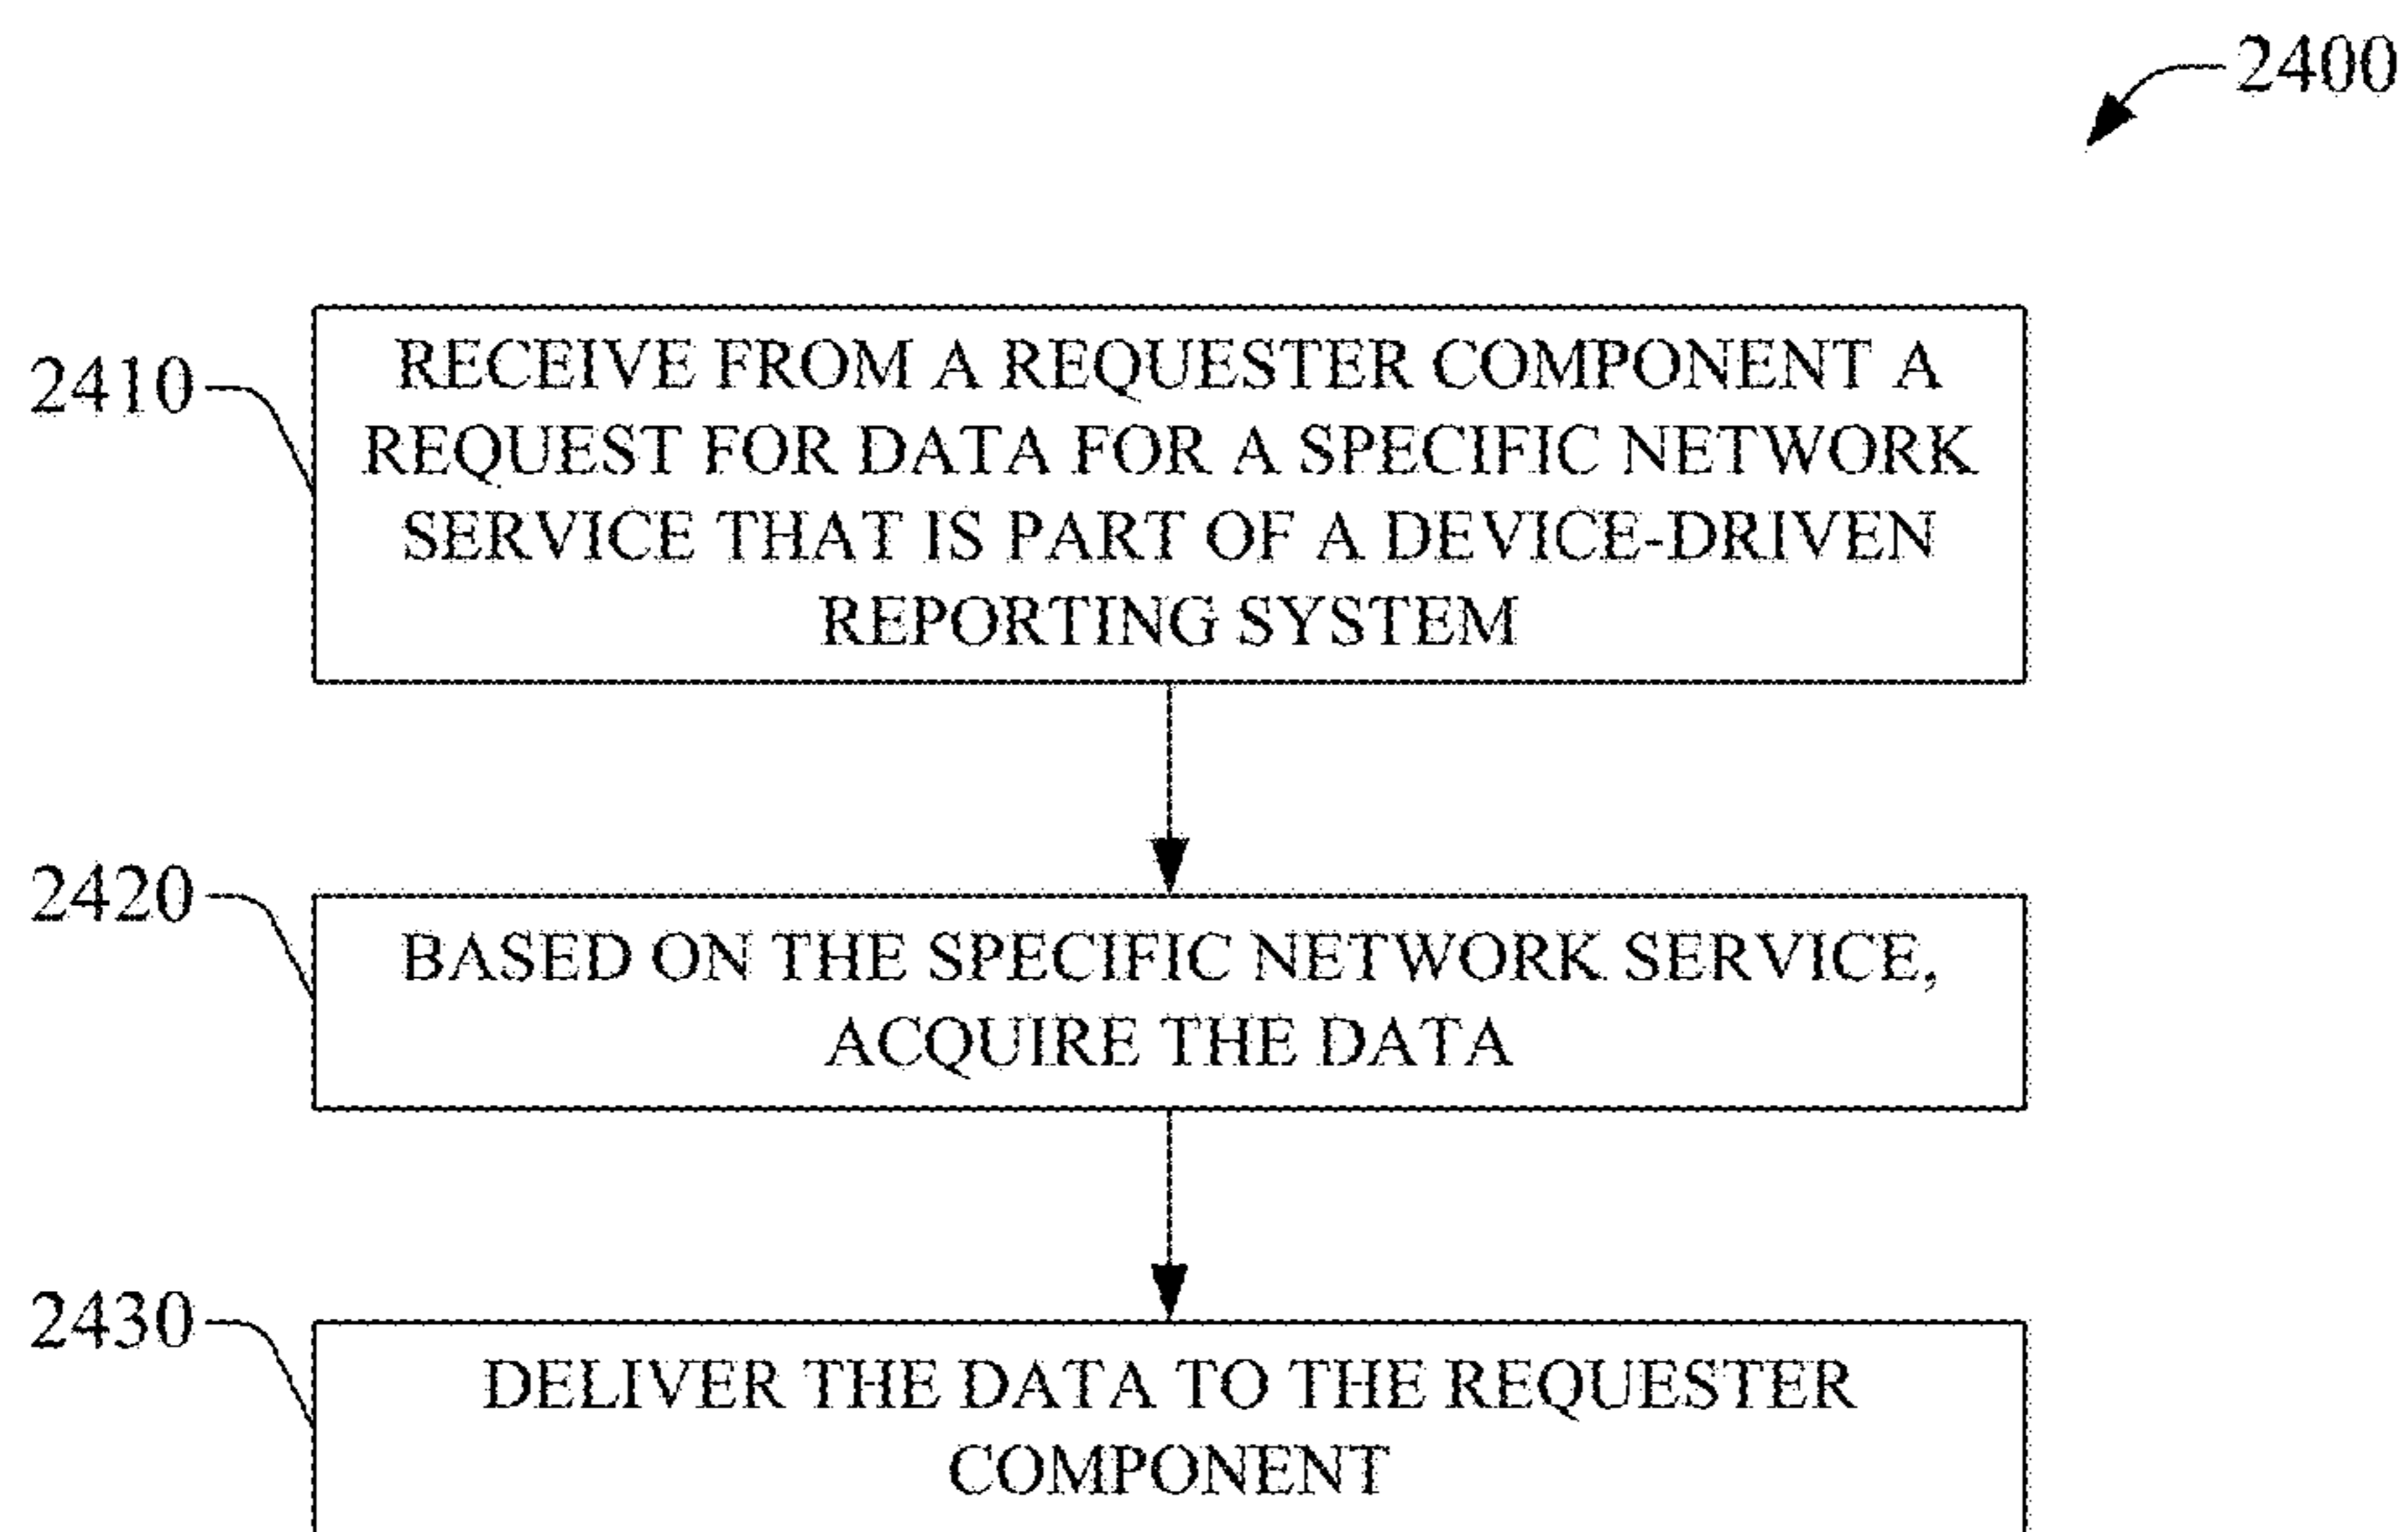 2400
2410
RECEIVE FROM A REQUESTER COMPONENT A
REQUEST FOR DATA FOR A SPECIFIC NETWORK
SERVICE THAT IS PART OF A DEVICE-DRIVEN
REPORTING SYSTEM
2420
BASED ON THE SPECIFIC NETWORK SERVICE,
ACQUIRE THE DATA
2430
DELIVER THE DATA TO THE REQUESTER
COMPONENT